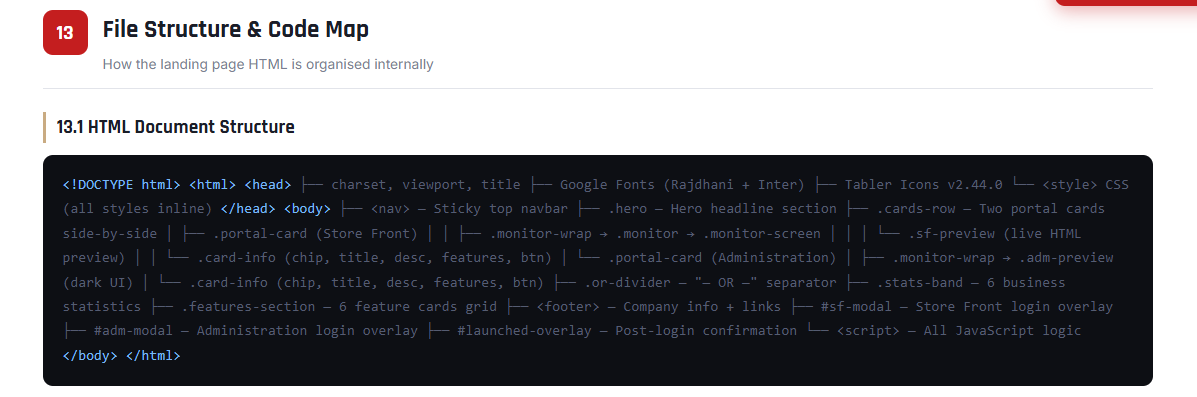 13
File Structure & Code Map
How the landing page HTML is organised internally
13.1 HTML Document Structure
<!DOCTYPE html> <html> <head> ├── charset, viewport, title ├── Google Fonts (Rajdhani + Inter) ├── Tabler Icons v2.44.0 └── <style> CSS
(all styles inline) </head> <body> ├── <nav> — Sticky top navbar ├── .hero — Hero headline section ├── .cards-row — Two portal cards
side-by-side │ ├── .portal-card (Store Front) │ │ ├── .monitor-wrap → .monitor → .monitor-screen │ │ │ └── .sf-preview (live HTML
preview) │ │ └── .card-info (chip, title, desc, features, btn) │ └── .portal-card (Administration) │ ├── .monitor-wrap → .adm-preview
(dark UI) │ └── .card-info (chip, title, desc, features, btn) ├── .or-divider — "— OR —" separator ├── .stats-band — 6 business
statistics ├── .features-section — 6 feature cards grid ├── <footer> — Company info + links ├── #sf-modal — Store Front login overlay
├── #adm-modal — Administration login overlay ├── #launched-overlay — Post-login confirmation └── <script> — All JavaScript logic
</body> </html>